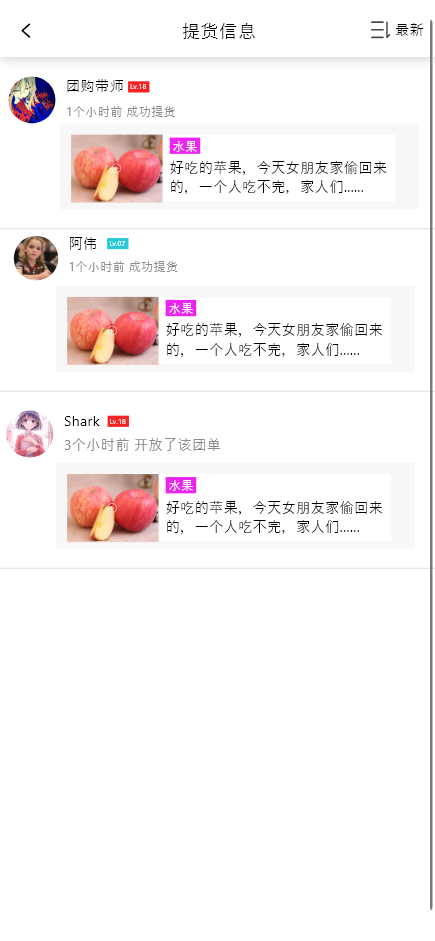 提货信息
最新
团购带师 Lv.18
1个小时前 成功提货
水果
好吃的苹果，今天女朋友家偷回来
的，一个人吃不完，家人们……
阿伟 Lv.07
1个小时前 成功提货
水果
好吃的苹果，今天女朋友家偷回来
的，一个人吃不完，家人们……
Shark Lv.18
3个小时前 开放了该团单
水果
好吃的苹果，今天女朋友家偷回来
的，一个人吃不完，家人们……